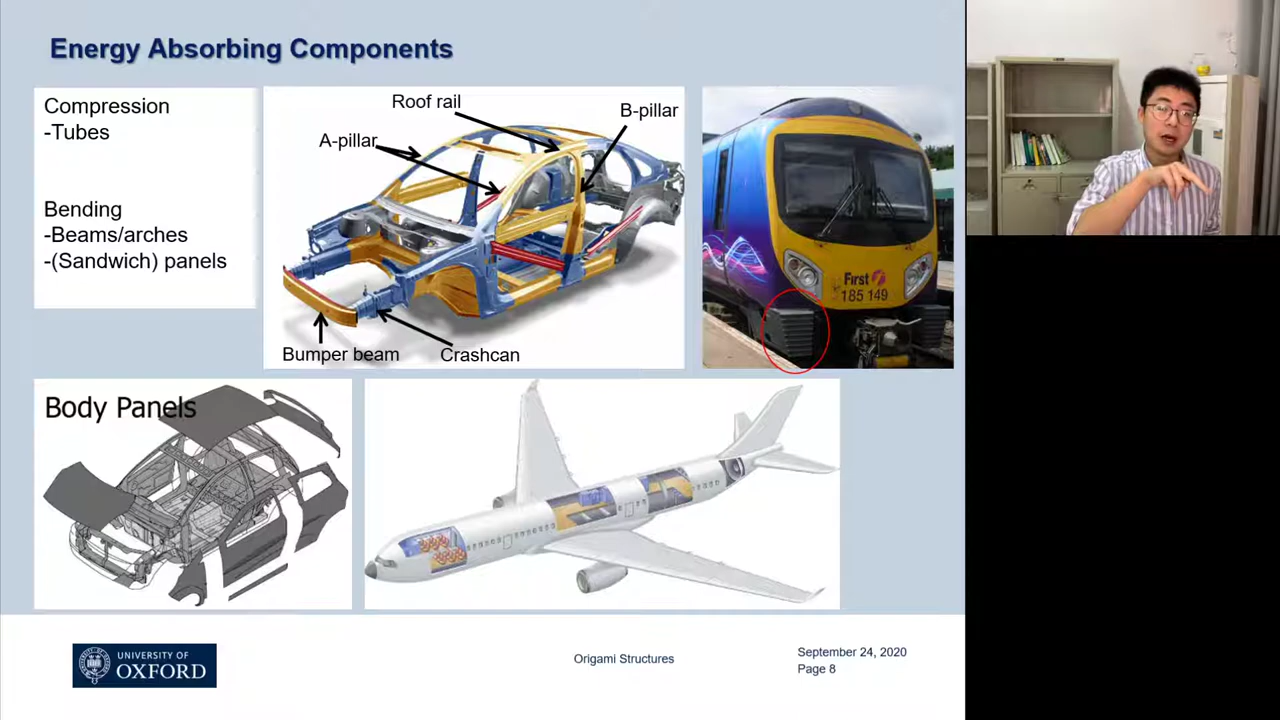 Energy Absorbing Components
Compression
-Tubes
Bending
-Beams/arches
-(Sandwich) panels
Roof rail
B-pillar
A-pillar
Bumper beam
Crashcan
First
185 149
Body Panels
UNIVERSITY OF
OXFORD
Origami Structures
September 24, 2020
Page 8